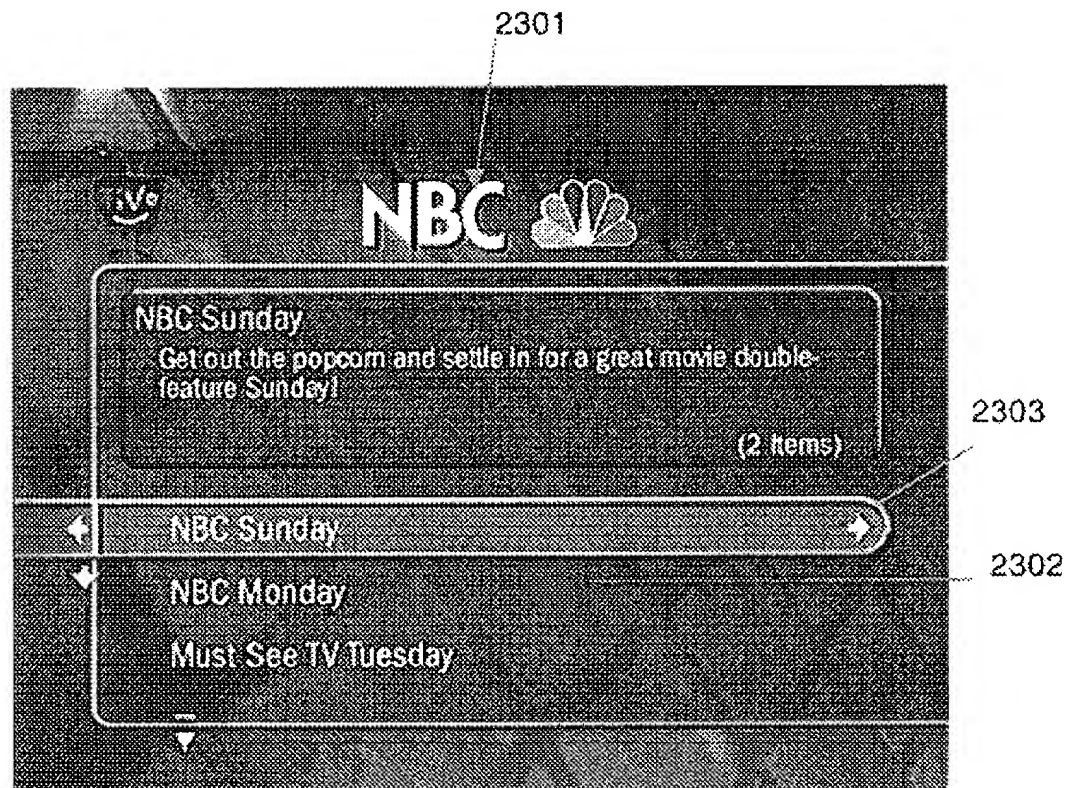 2301
TiVo
NBC
NBC Sunday
Get out the popcorn and settle in for a great movie double-
feature Sunday!
(2 items)
2303
NBC Sunday
2302
NBC Monday
Must See TV Tuesday